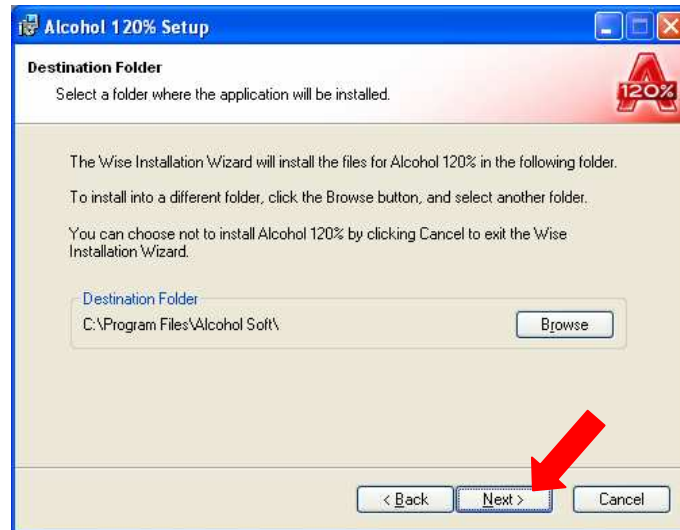 Alcohol 120% Setup
Destination Folder
Select a folder where the application will be installed.
120%
The Wise Installation Wizard will install the files for Alcohol 120% in the following folder.
To install into a different folder, click the Browse button, and select another folder.
You can choose not to install Alcohol 120% by clicking Cancel to exit the Wise
Installation Wizard.
Destination Folder
C:\Program Files\Alcohol Soft\
Browse
< Back
Next >
Cancel